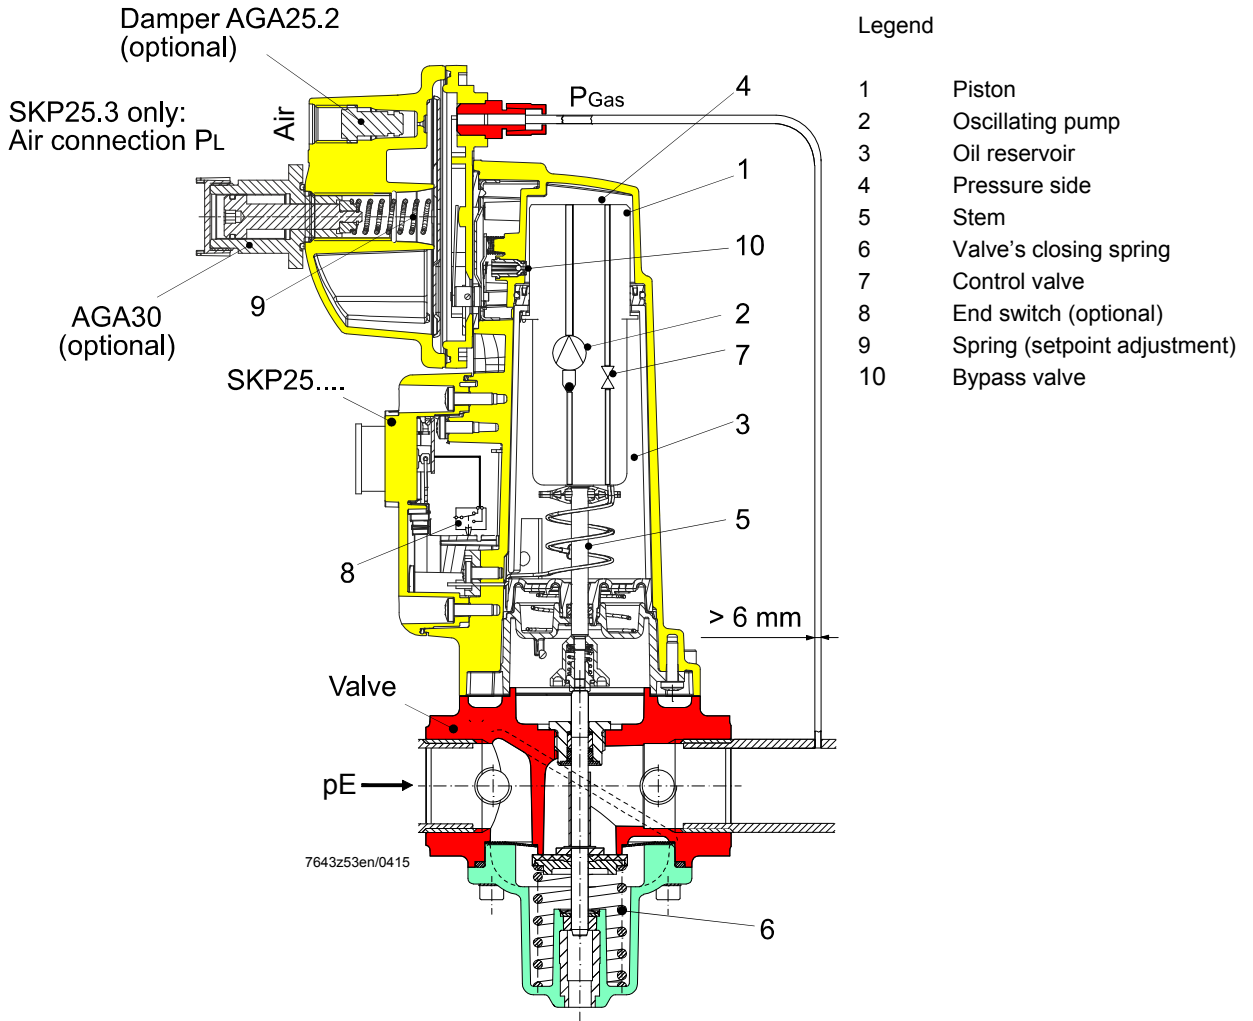 Damper AGA25.2
(optional)
SKP25.3 only:
Air connection PL
Air
PGas
4
1
10
9
AGA30
(optional)
2
7
SKP25....
3
5
8
> 6 mm
Valve
pE
7643z53en/0415
6
Legend
1 Piston
2 Oscillating pump
3 Oil reservoir
4 Pressure side
5 Stem
6 Valve's closing spring
7 Control valve
8 End switch (optional)
9 Spring (setpoint adjustment)
10 Bypass valve